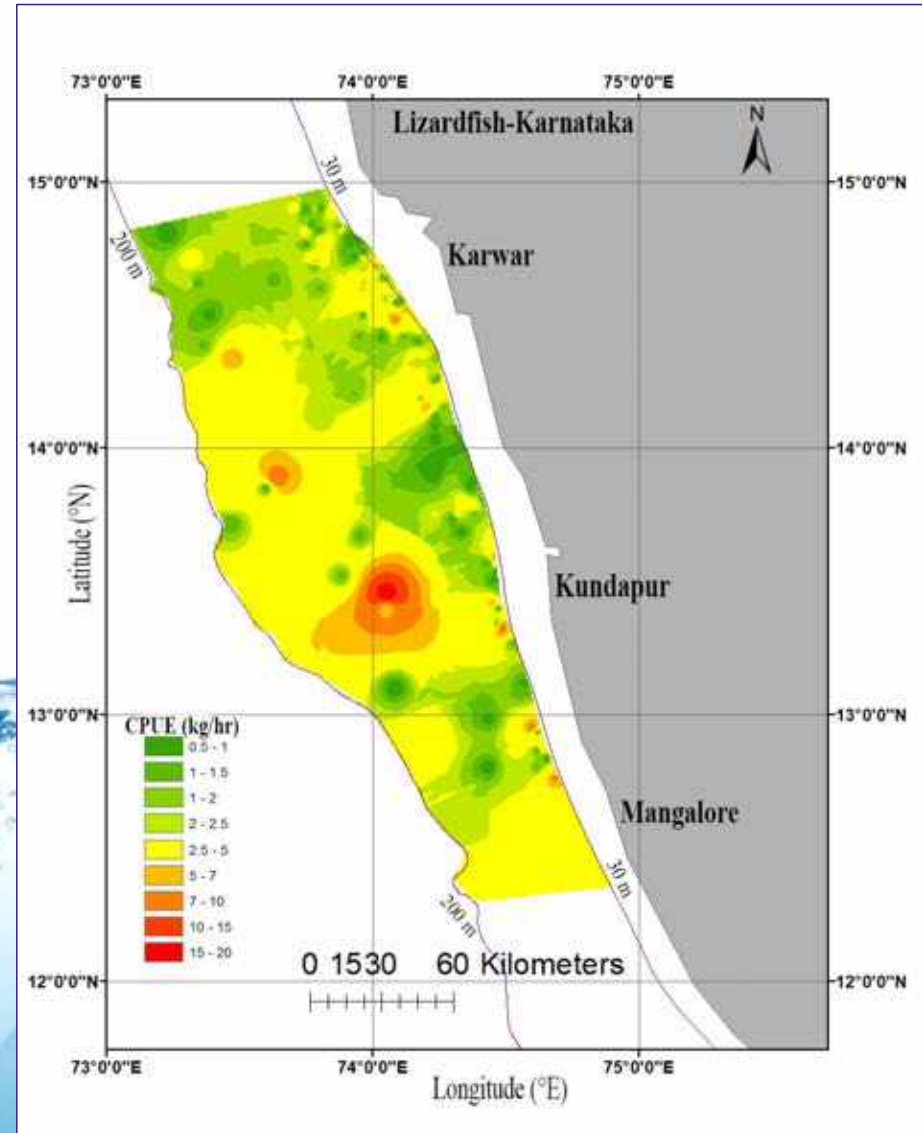 73°0'0"E 74°0'0"E 75°0'0"E
Lizardfish-Karnataka
N
15°0'0"N 15°0'0"N
30 m
200 m
Karwar
14°0'0"N 14°0'0"N
Latitude (°N)
Kundapur
13°0'0"N 13°0'0"N
CPUE (kg/hr)
0.5 - 1
1 - 1.5
1 - 2
2 - 2.5
2.5 - 5
5 - 7
7 - 10
10 - 15
15 - 20
Mangalore
30 m
200 m
0 1530 60 Kilometers
12°0'0"N 12°0'0"N
73°0'0"E 74°0'0"E 75°0'0"E
Longitude (°E)